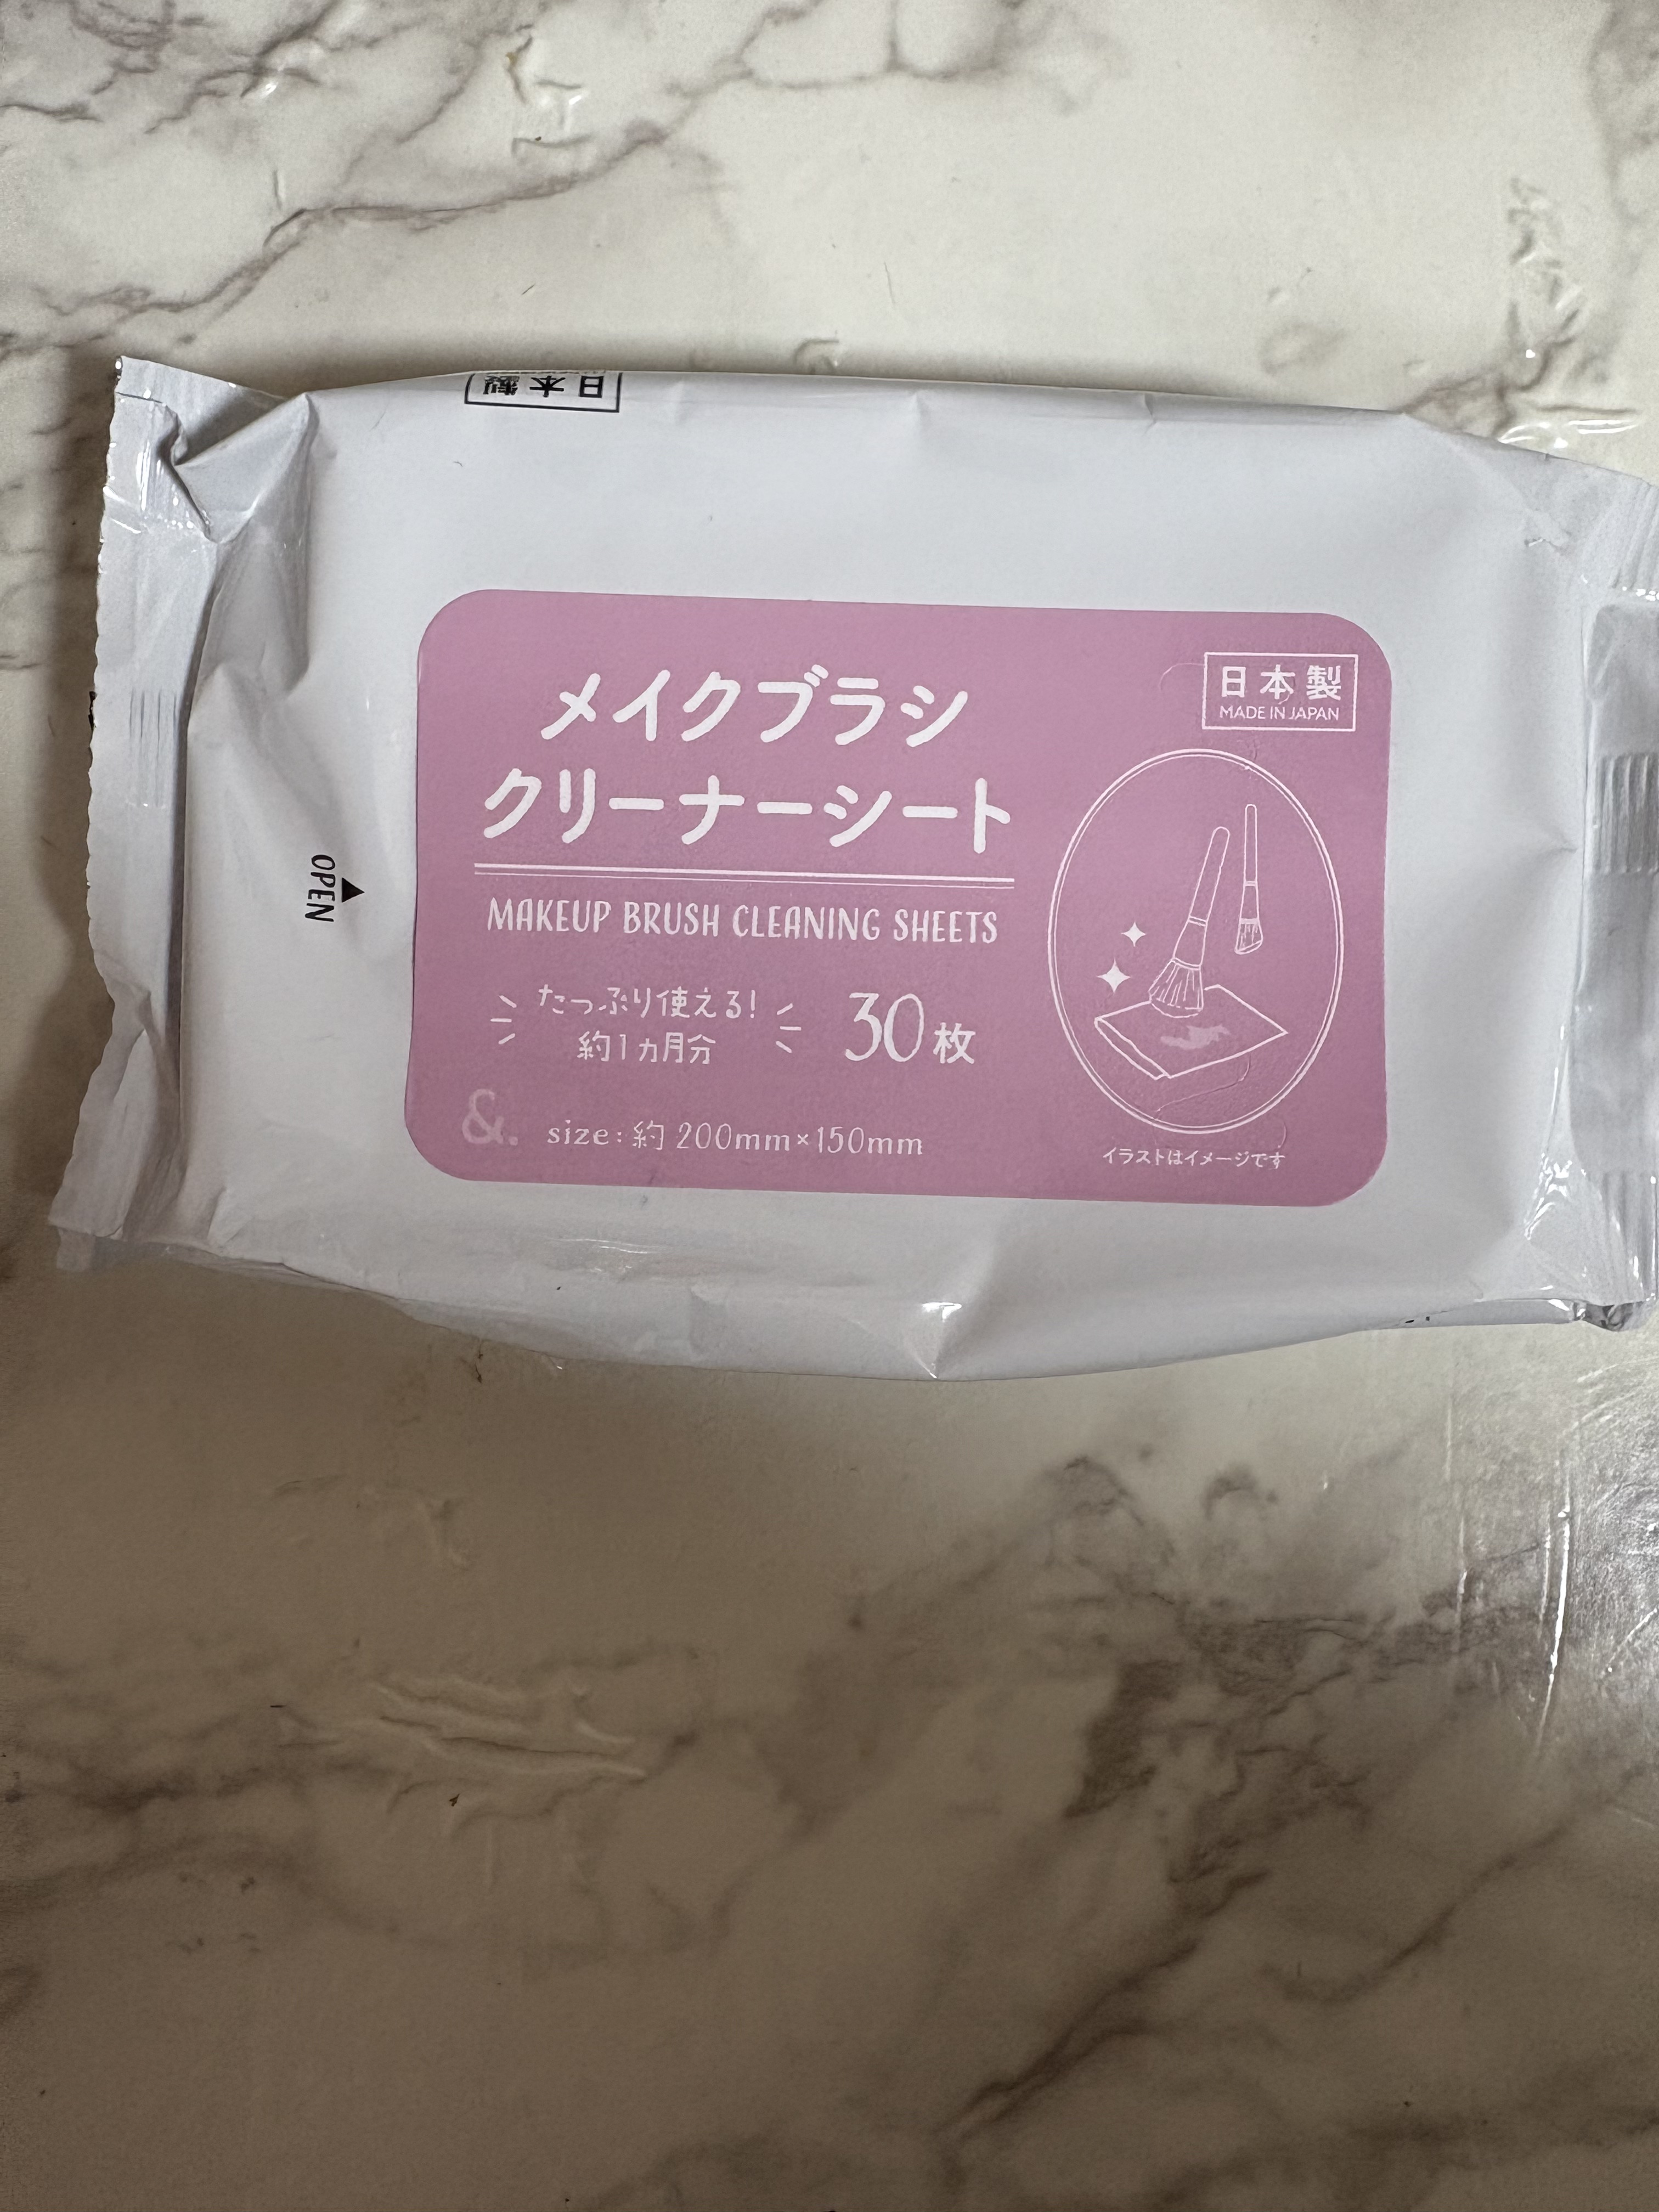 日本製
メイクブラシ
クリーナーシート
日本製
MADE IN JAPAN
OPEN
MAKEUP BRUSH CLEANING SHEETS
たっぷり使える!
約1ヵ月分
30枚
&.
size:約 200mm×150mm
イラストはイメージです